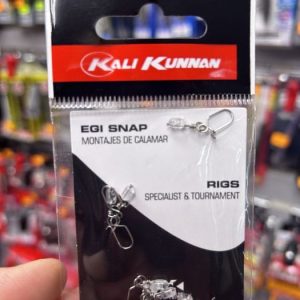 KALI KUNNAN
EGI SNAP
MONTAJES DE CALAMAR
RIGS
SPECIALIST & TOURNAMENT